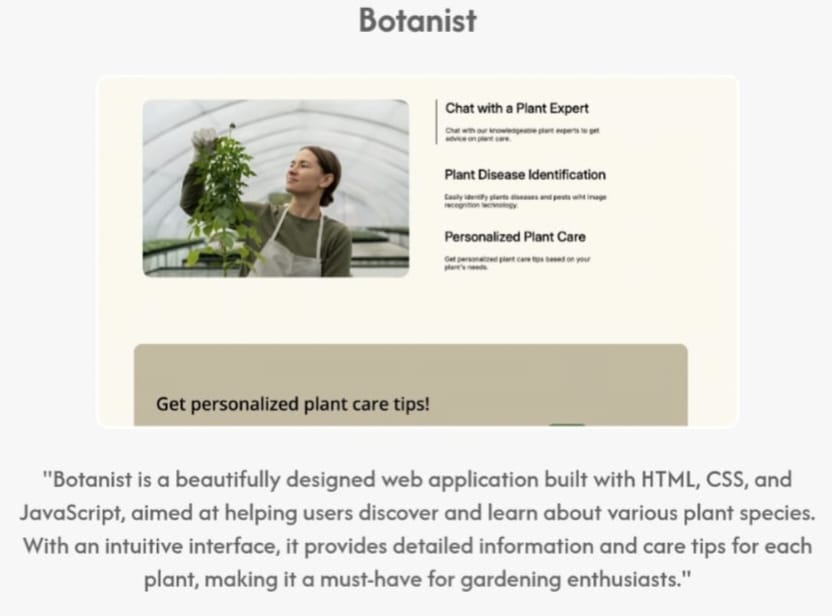 Botanist
Chat with a Plant Expert
Chat with our knowledgeable plant experts to get
advice on plant care.
Plant Disease Identification
Easily identify plants diseases and pests wiht image
recognition technology.
Personalized Plant Care
Get personalized plant care tips based on your
plant's needs.
Get personalized plant care tips!
"Botanist is a beautifully designed web application built with HTML, CSS, and
JavaScript, aimed at helping users discover and learn about various plant species.
With an intuitive interface, it provides detailed information and care tips for each
plant, making it a must-have for gardening enthusiasts."